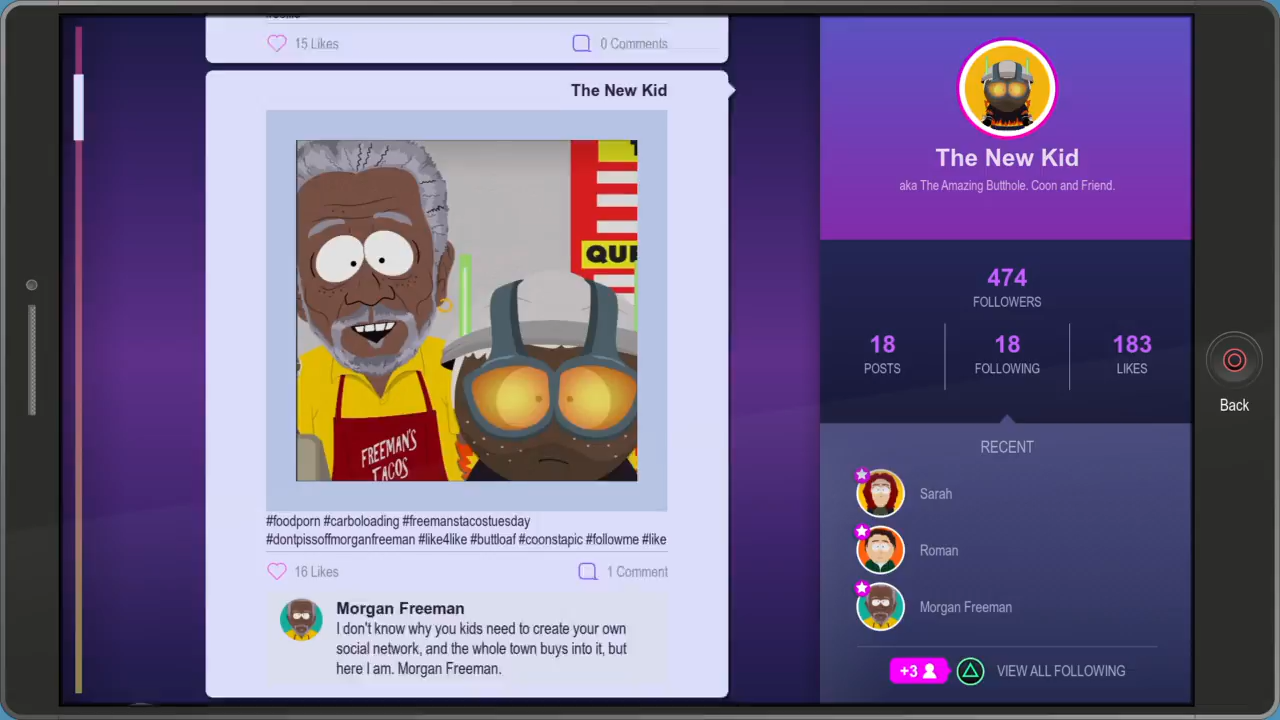 15 Likes
0 Comments
The New Kid
FREEMAN'S
TACOS
#foodporn #carboloading #freemanstacostuesday
#dontpissoffmorganfreeman #like4like #buttloaf #coonstapic #followme #like
16 Likes
1 Comment
Morgan Freeman
I don't know why you kids need to create your own
social network, and the whole town buys into it, but
here I am. Morgan Freeman.
The New Kid
aka The Amazing Butthole. Coon and Friend.
474
FOLLOWERS
18
POSTS
18
FOLLOWING
183
LIKES
RECENT
Sarah
Roman
Morgan Freeman
+3
VIEW ALL FOLLOWING
Back